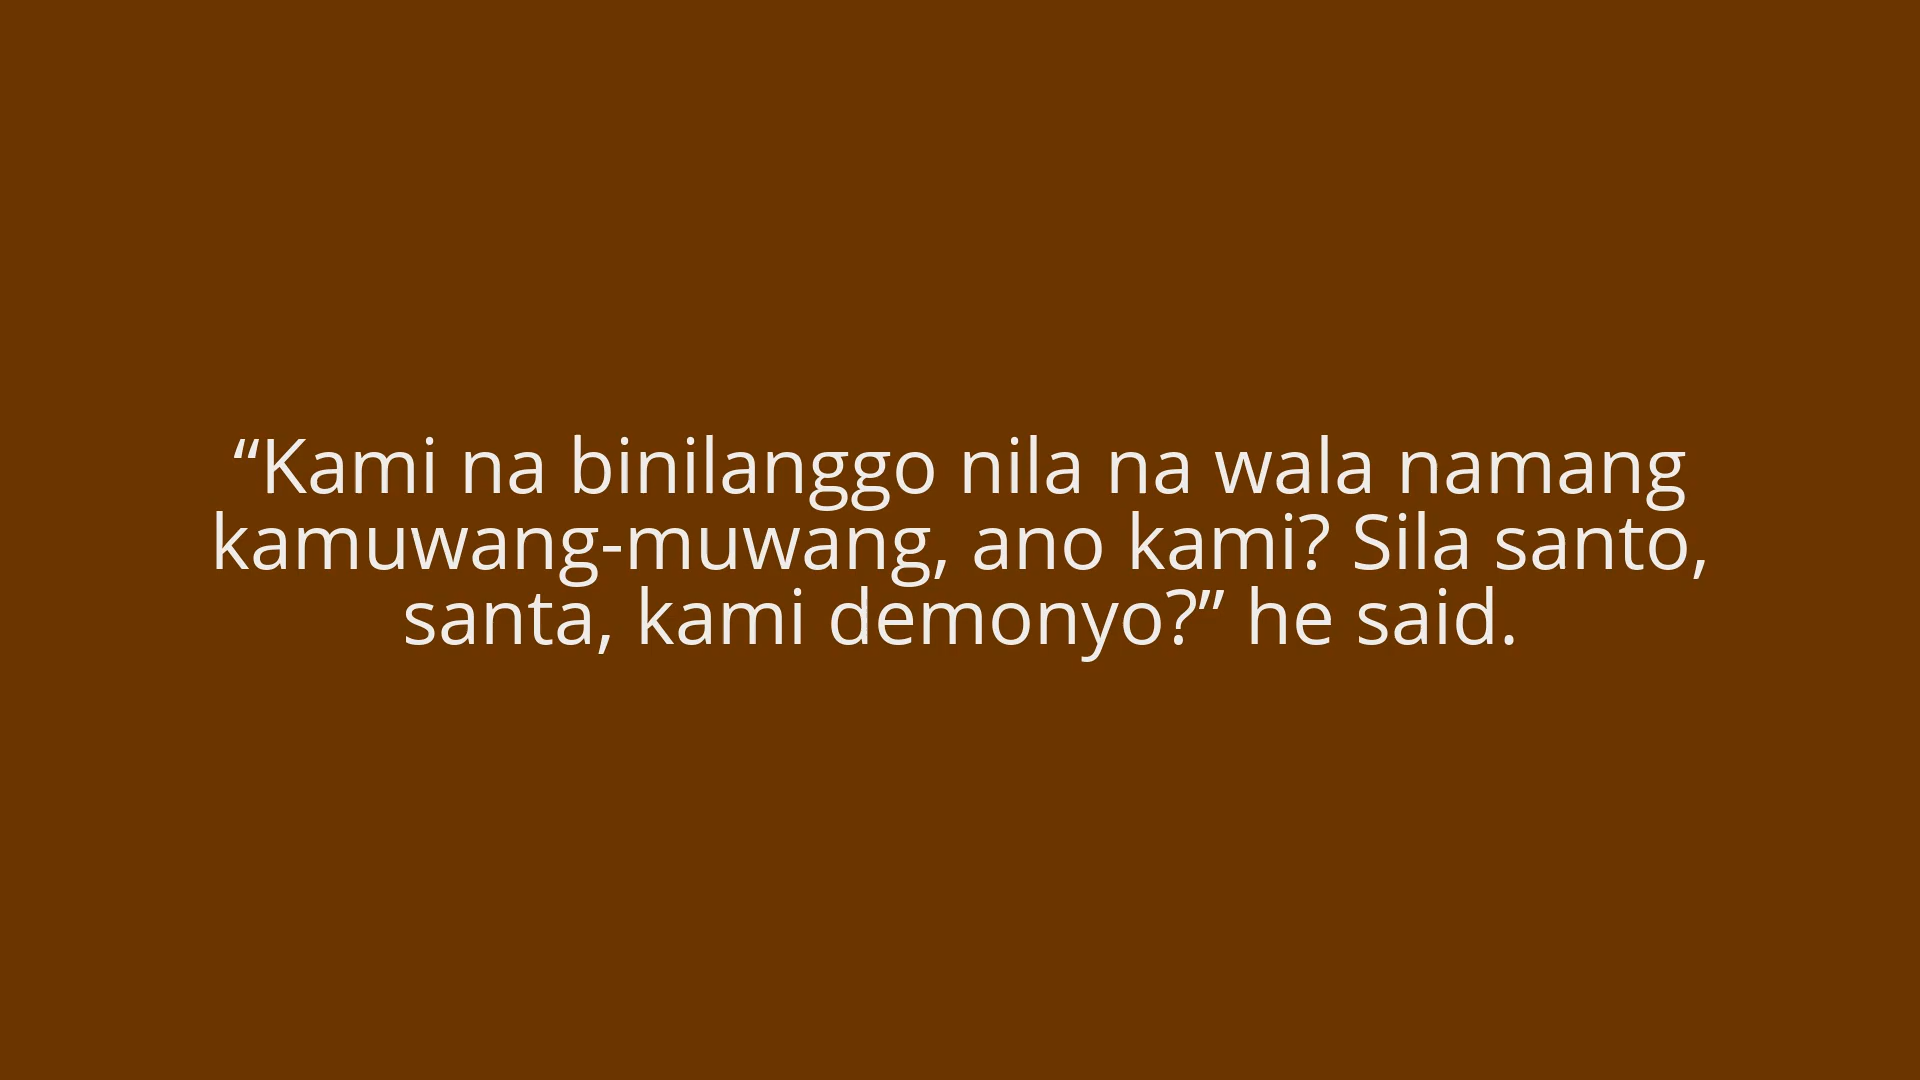 “Kami na binilanggo nila na wala namang
kamuwang-muwang, ano kami? Sila santo,
santa, kami demonyo?” he said.